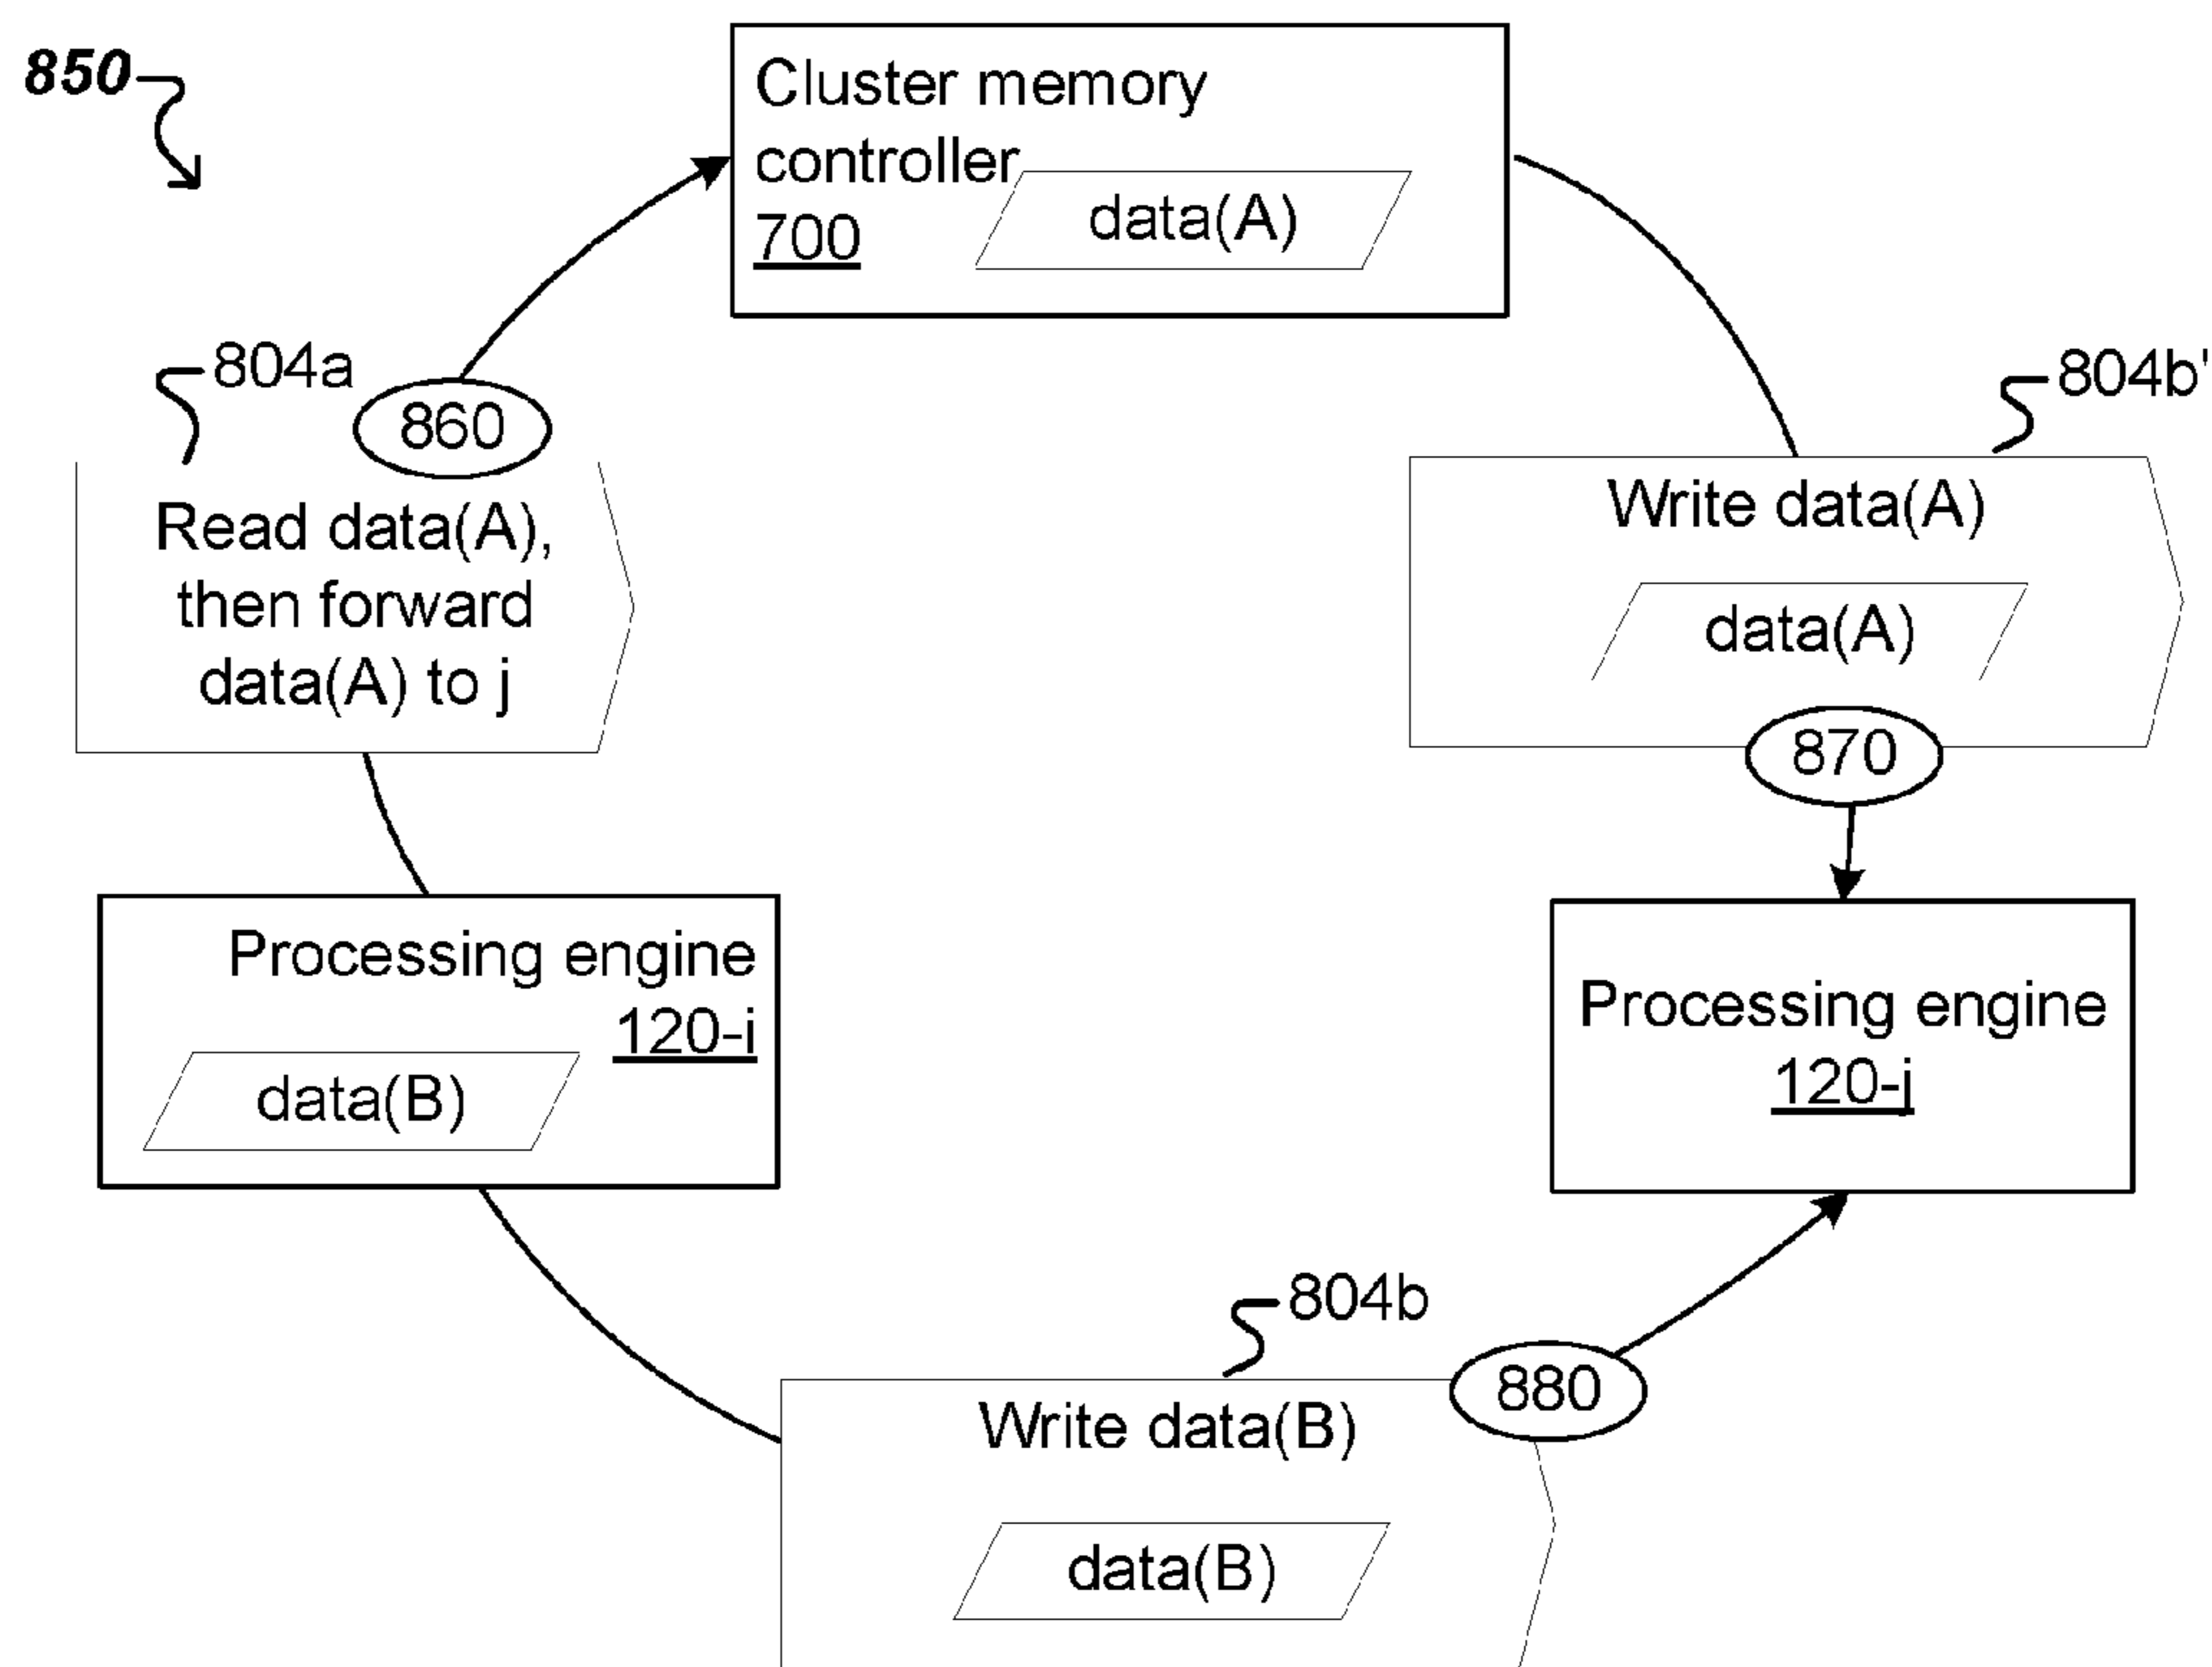 850
Cluster memory
controller
700
data(A)
804a
860
Read data(A),
then forward
data(A) to j
804b'
Write data(A)
data(A)
870
Processing engine
120-i
data(B)
Processing engine
120-j
804b
880
Write data(B)
data(B)